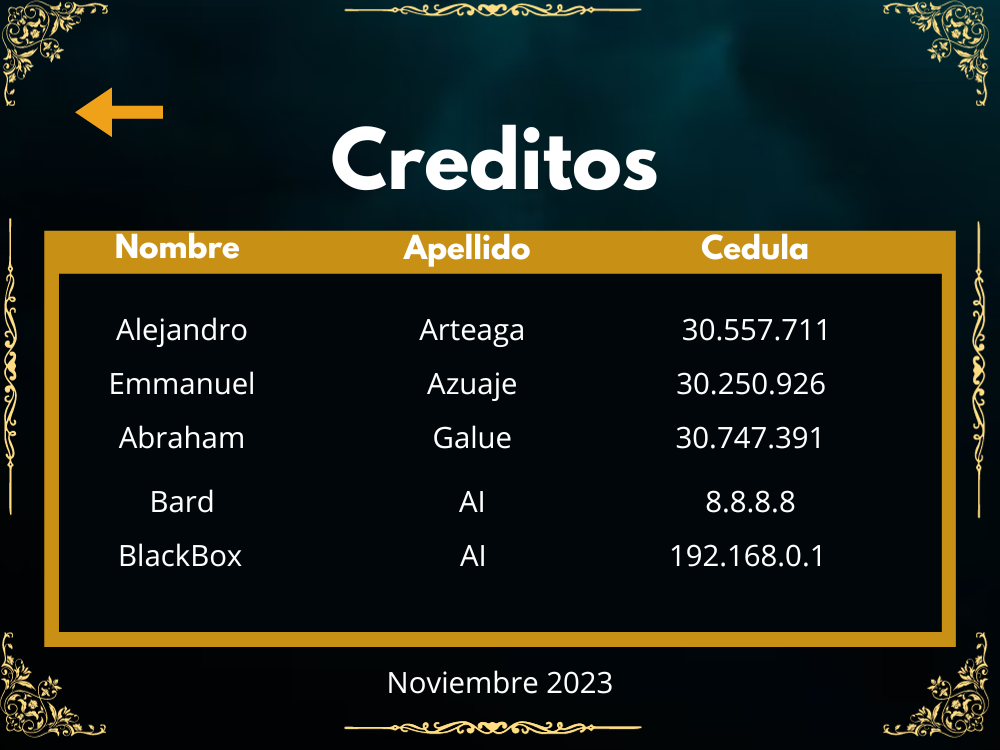 Creditos
Nombre Apellido Cedula
Alejandro Arteaga 30.557.711
Emmanuel Azuaje 30.250.926
Abraham Galue 30.747.391
Bard AI 8.8.8.8
BlackBox AI 192.168.0.1
Noviembre 2023